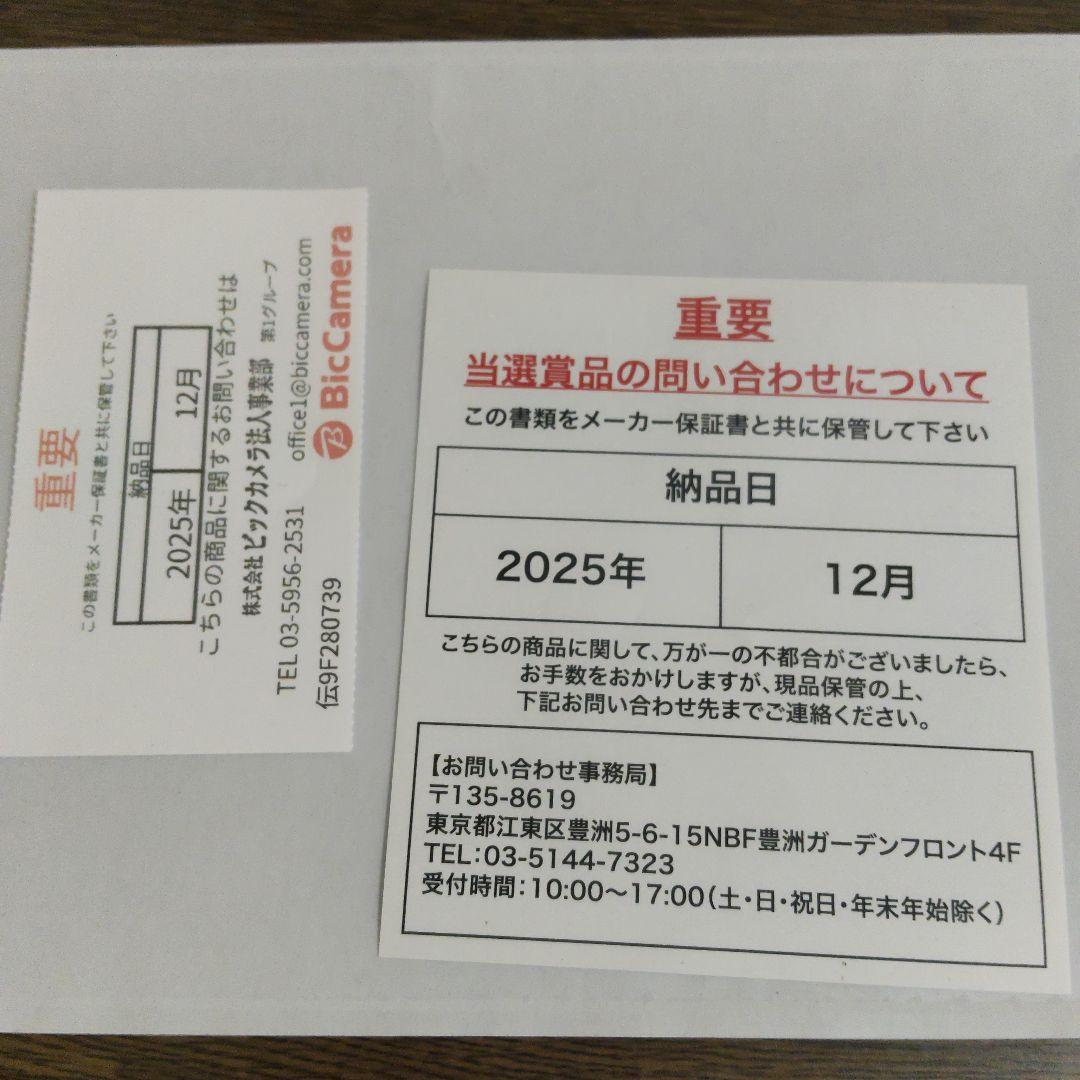 重要
この書類をメーカー保証書と共に保管して下さい
納品日
2025年 12月
こちらの商品に関するお問い合わせは
株式会社ビックカメラ法人事業部 第1グループ
TEL 03-5956-2531 office1@biccamera.com
伝9F280739 BicCamera
重要
当選賞品の問い合わせについて
この書類をメーカー保証書と共に保管して下さい
納品日
2025年 12月
こちらの商品に関して、万が一の不都合がございましたら、
お手数をおかけしますが、現品保管の上、
下記お問い合わせ先までご連絡ください。
【お問い合わせ事務局】
〒135-8619
東京都江東区豊洲5-6-15NBF豊洲ガーデンフロント4F
TEL:03-5144-7323
受付時間:10:00～17:00(土・日・祝日・年末年始除く)